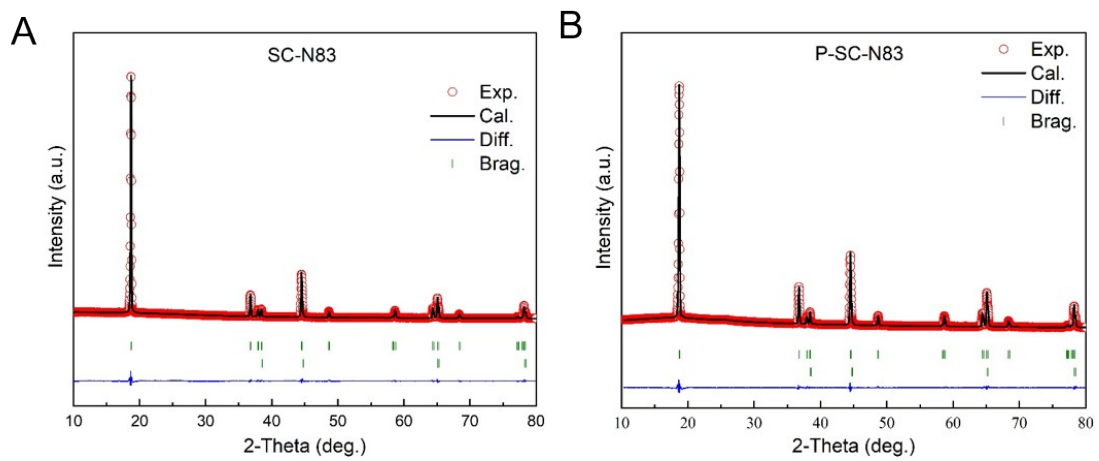 A
SC-N83
Exp.
Cal.
Diff.
Brag.
Intensity (a.u.)
10 20 30 40 50 60 70 80
2-Theta (deg.)
B
P-SC-N83
Exp.
Cal.
Diff.
Brag.
Intensity (a.u.)
10 20 30 40 50 60 70 80
2-Theta (deg.)